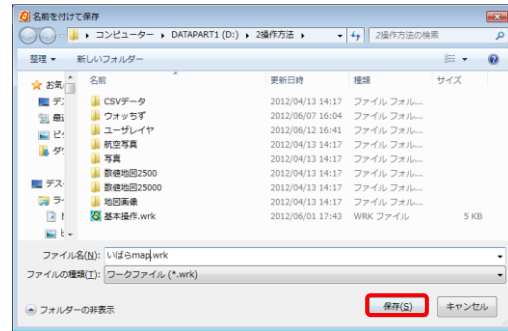 名前を付けて保存
コンピューター ▸ DATAPART1 (D:) ▸ 2操作方法 ▸
2操作方法の検索
整理 ▼ 新しいフォルダー
名前 更新日時 種類 サイズ
お気
CSVデータ 2012/04/13 14:17 ファイル フォル...
ウォッちず 2012/06/07 16:04 ファイル フォル...
ユーザレイヤ 2012/06/12 16:41 ファイル フォル...
航空写真 2012/04/13 14:17 ファイル フォル...
写真 2012/04/13 14:17 ファイル フォル...
数値地図2500 2012/04/13 14:17 ファイル フォル...
数値地図25000 2012/04/13 14:17 ファイル フォル...
地図画像 2012/04/13 14:17 ファイル フォル...
基本操作.wrk 2012/06/01 17:43 WRK ファイル 5 KB
デス
ファイル名(N): いばらmap.wrk
ファイルの種類(T): ワークファイル (*.wrk)
フォルダーの非表示 保存(S) キャンセル